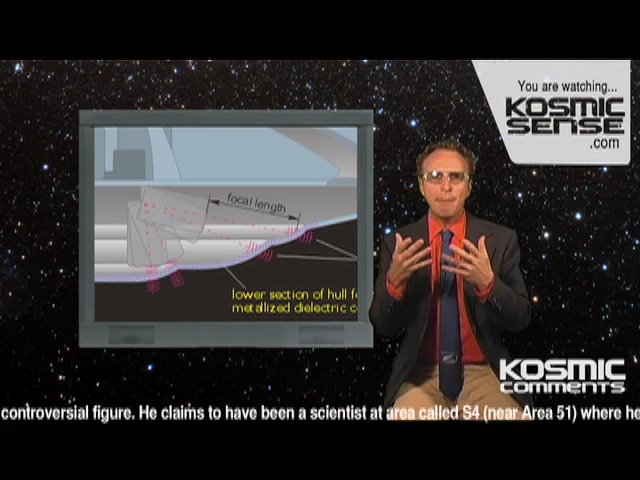 You are watching...
KOSMIC
SENSE
.com
focal length
lower section of hull f
metallized dielectric c
KOSMIC
COMMENTS
controversial figure. He claims to have been a scientist at area called S4 (near Area 51) where he